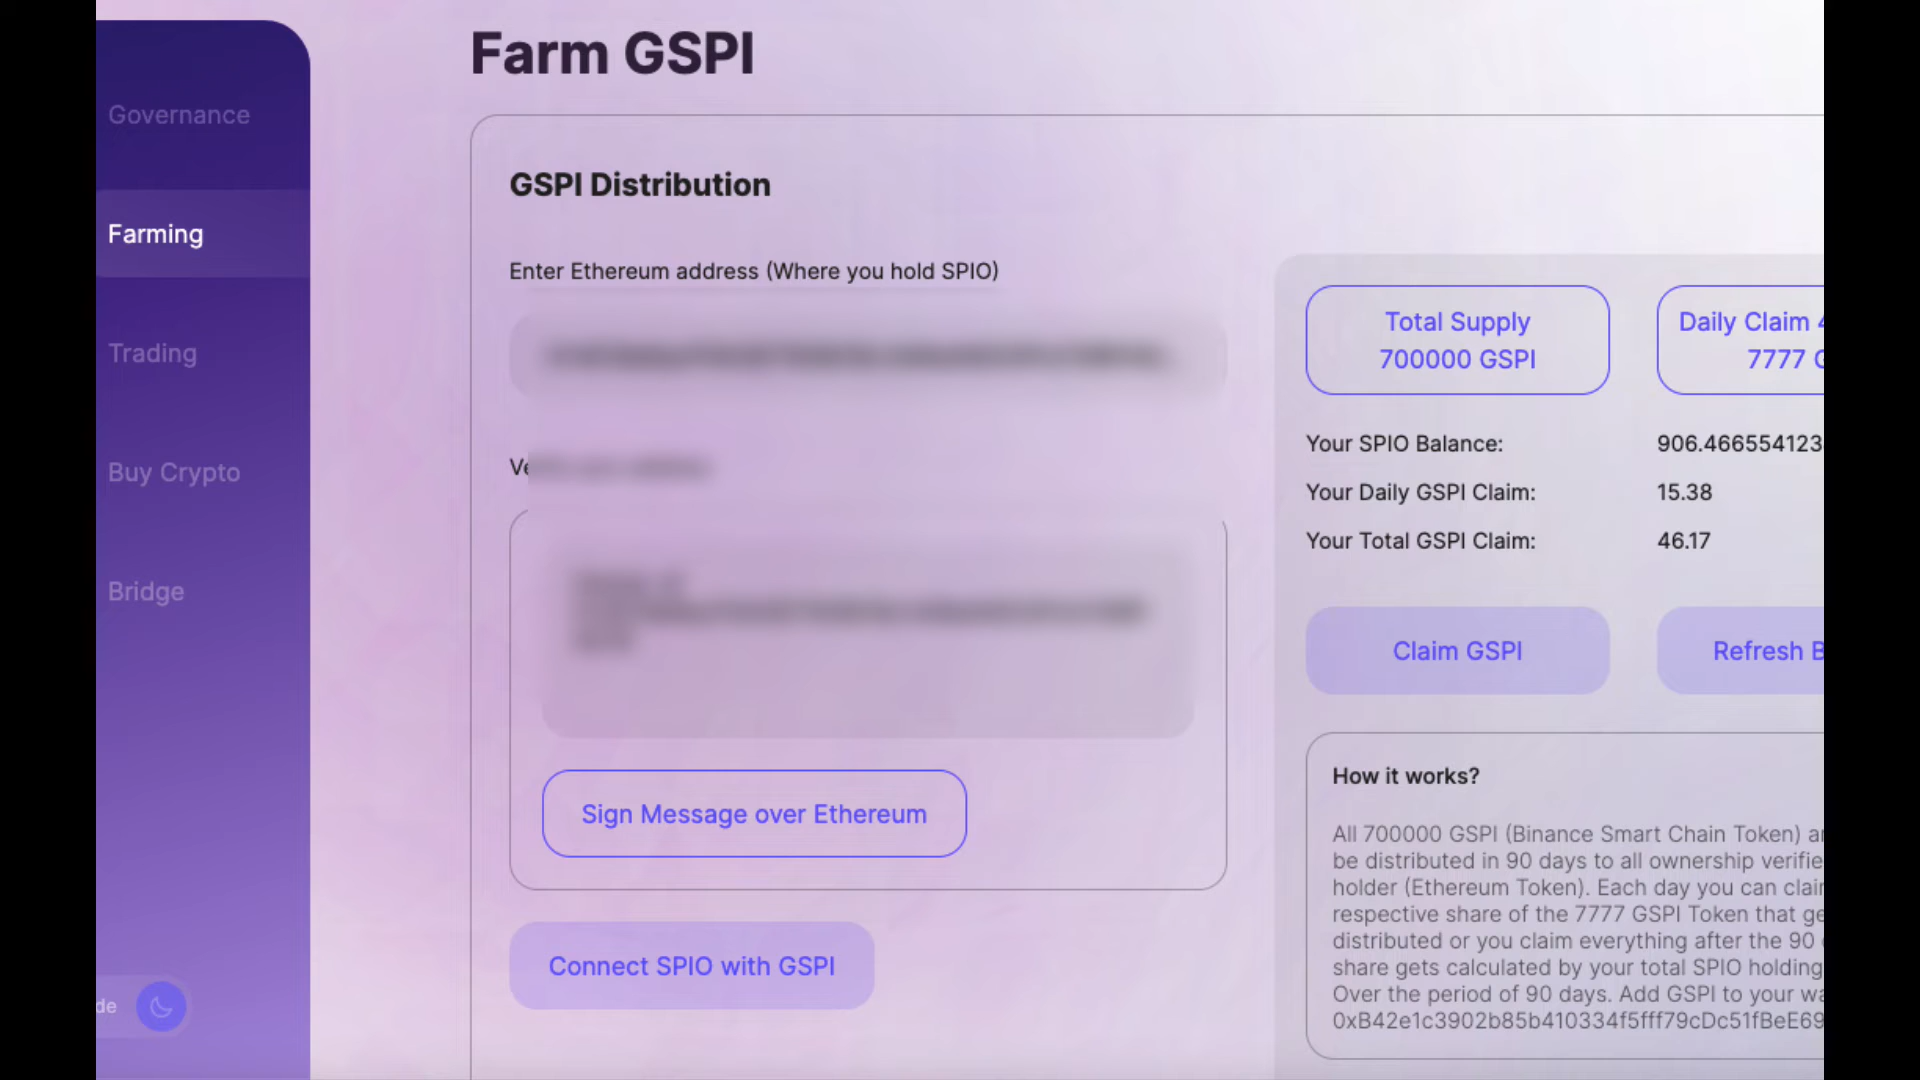 Farm GSPI
Governance
Farming
Trading
Buy Crypto
Bridge
de
GSPI Distribution
Enter Ethereum address (Where you hold SPIO)
Sign Message over Ethereum
Connect SPIO with GSPI
Total Supply
700000 GSPI
Daily Claim
7777
Your SPIO Balance: 906.466554123
Your Daily GSPI Claim: 15.38
Your Total GSPI Claim: 46.17
Claim GSPI
Refresh
How it works?
All 700000 GSPI (Binance Smart Chain Token)
be distributed in 90 days to all ownership
holder (Ethereum Token). Each day you can
respective share of the 7777 GSPI Token that
distributed or you claim everything after the 90
share gets calculated by your total SPIO holding
Over the period of 90 days. Add GSPI to your
0xB42e1c3902b85b410334f5fff79cDc51fBeE69